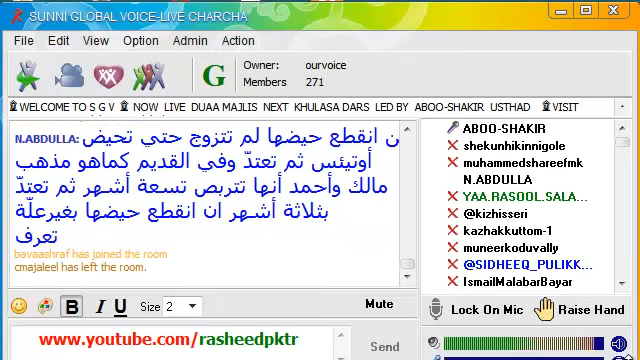 SUNNI GLOBAL VOICE-LIVE CHARCHA
File Edit View Option Admin Action
Owner: ourvoice
Members 271
G
WELCOME TO S G V NOW LIVE DUAA MAJLIS NEXT KHULASA DARS LED BY ABOO-SHAKIR USTHAD VISIT
N.ABDULLA: ن انقطع حيضها لم تتزوج حتي تحيض
أوتيئس ثم تعتدّ وفي القديم كماهو مذهب
مالك وأحمد أنها تتربص تسعة أشهر ثم تعتدّ
بثلاثة أشهر ان انقطع حيضها بغيرعلّة
تعرف
bavaashraf has joined the room
cmajaleel has left the room.
ABOO-SHAKIR
shekunhikinnigole
muhammedshareefmk
N.ABDULLA
YAA.RASOOL.SALA...
@kizhisseri
kazhakkuttom-1
muneerkoduvally
@SIDHEEQ_PULIKK...
IsmailMalabarBayar
B I U Size 2
Mute
Lock On Mic Raise Hand
www.youtube.com/rasheedpktr
Send